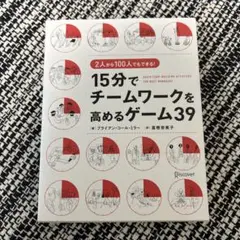 2人から100人でもできる!
15分で
チームワークを
高めるゲーム39
[著]ブライアン・コール・ミラー
[訳]富樫奈美子